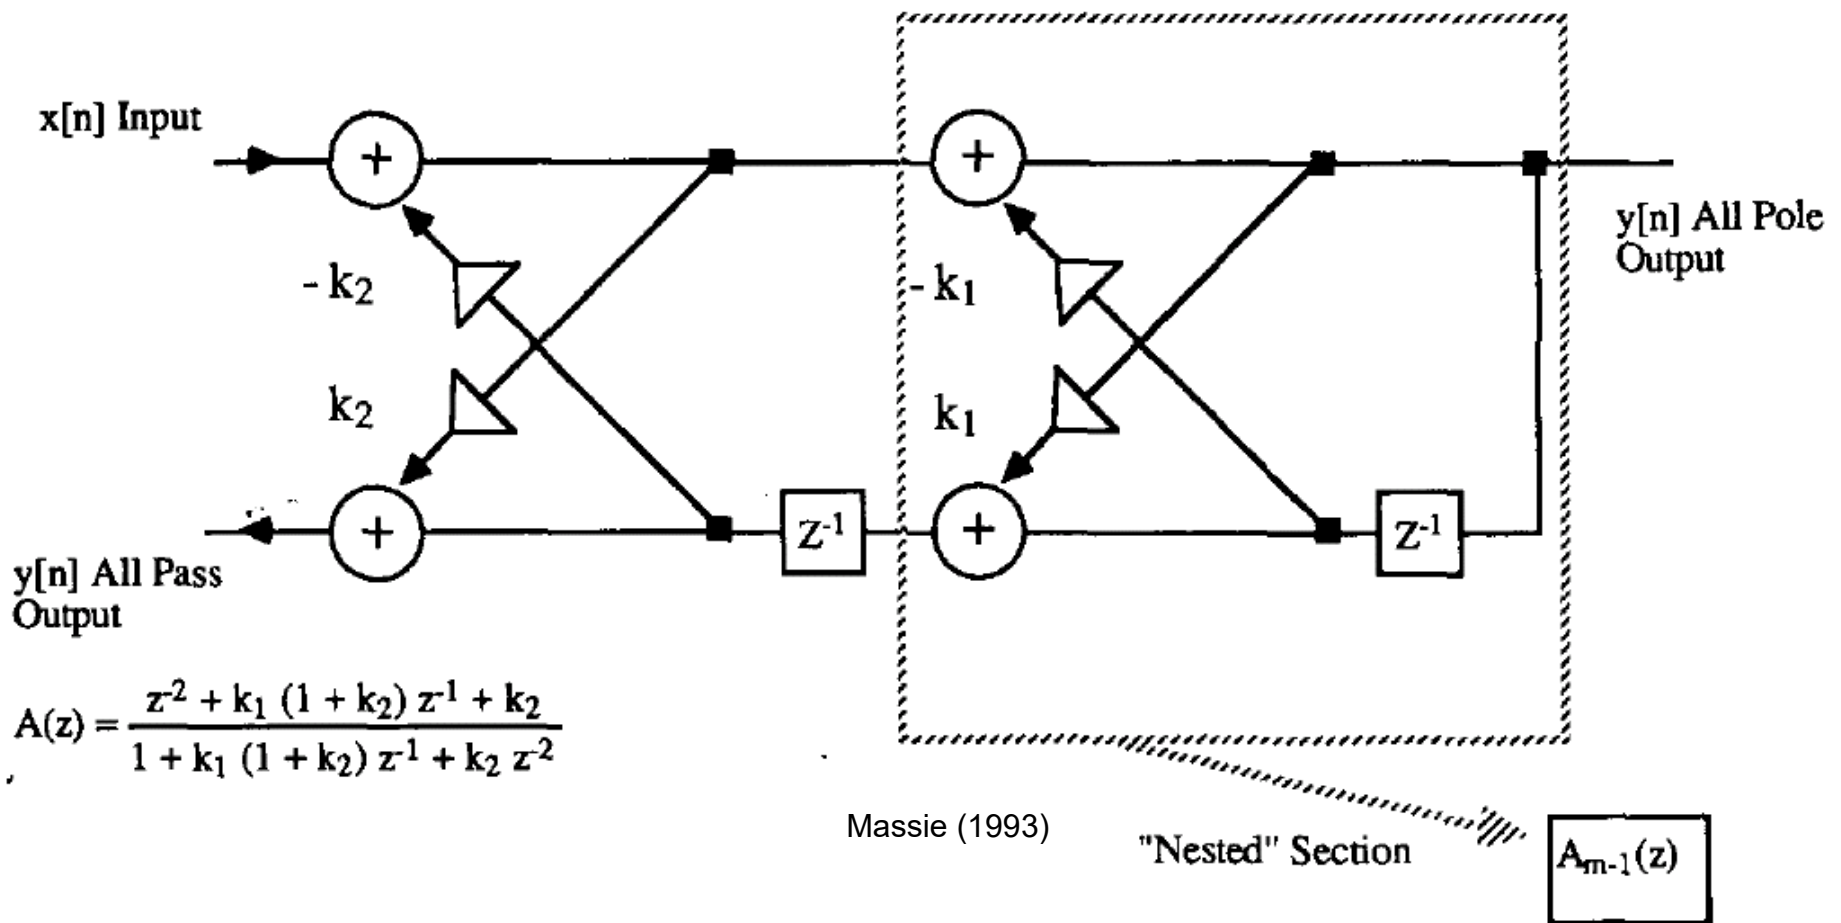 x[n] Input
+
+
- k₂
- k₁
y[n] All Pole
Output
k₂
k₁
+
z⁻¹
+
z⁻¹
y[n] All Pass
Output
A(z) = (z⁻² + k₁ (1 + k₂) z⁻¹ + k₂) / (1 + k₁ (1 + k₂) z⁻¹ + k₂ z⁻²)
Massie (1993)
"Nested" Section
Aₘ₋₁(z)